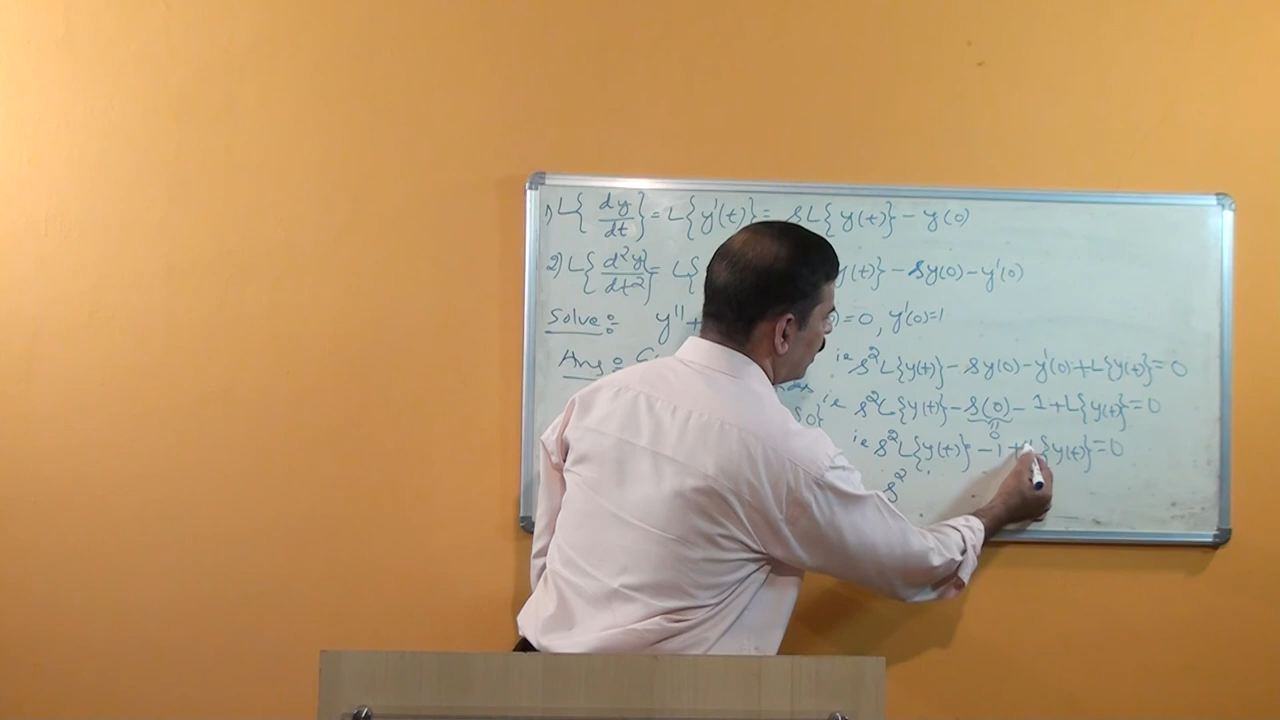 1) L{dy/dt} = L{y'(t)} = sL{y(t)} - y(0)
2) L{d²y/dt²} = L{ y(t)} - sy(0) - y'(0)
Solve: y'' + 0) = 0, y'(0) = 1
Ans: ie s²L{y(t)} - sy(0) - y'(0) + L{y(t)} = 0
ie s²L{y(t)} - s(0) - 1 + L{y(t)} = 0
0
ie s²L{y(t)} - 1 + L{y(t)} = 0
s²